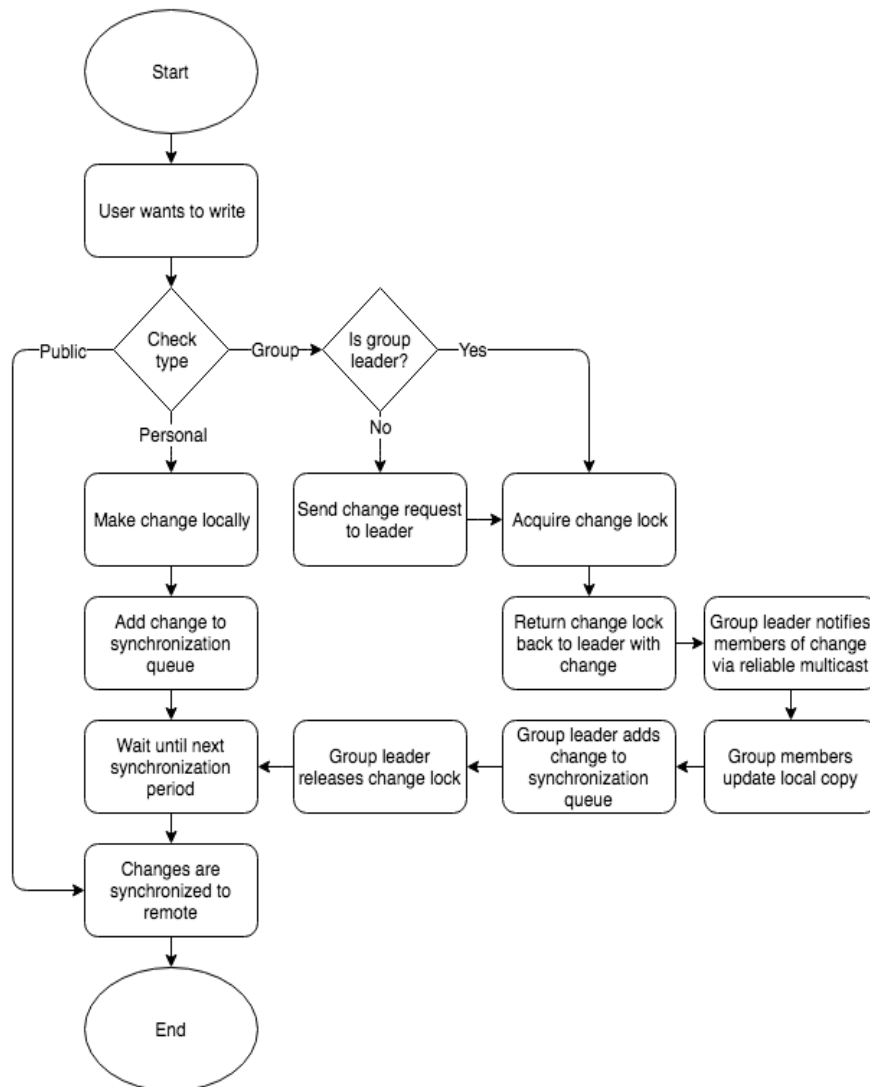 Start
User wants to write
Check
type
Public
Group
Is group
leader?
Yes
Personal
No
Make change locally
Send change request
to leader
Acquire change lock
Add change to
synchronization
queue
Return change lock
back to leader with
change
Group leader notifies
members of change
via reliable multicast
Wait until next
synchronization
period
Group leader
releases change lock
Group leader adds
change to
synchronization
queue
Group members
update local copy
Changes are
synchronized to
remote
End